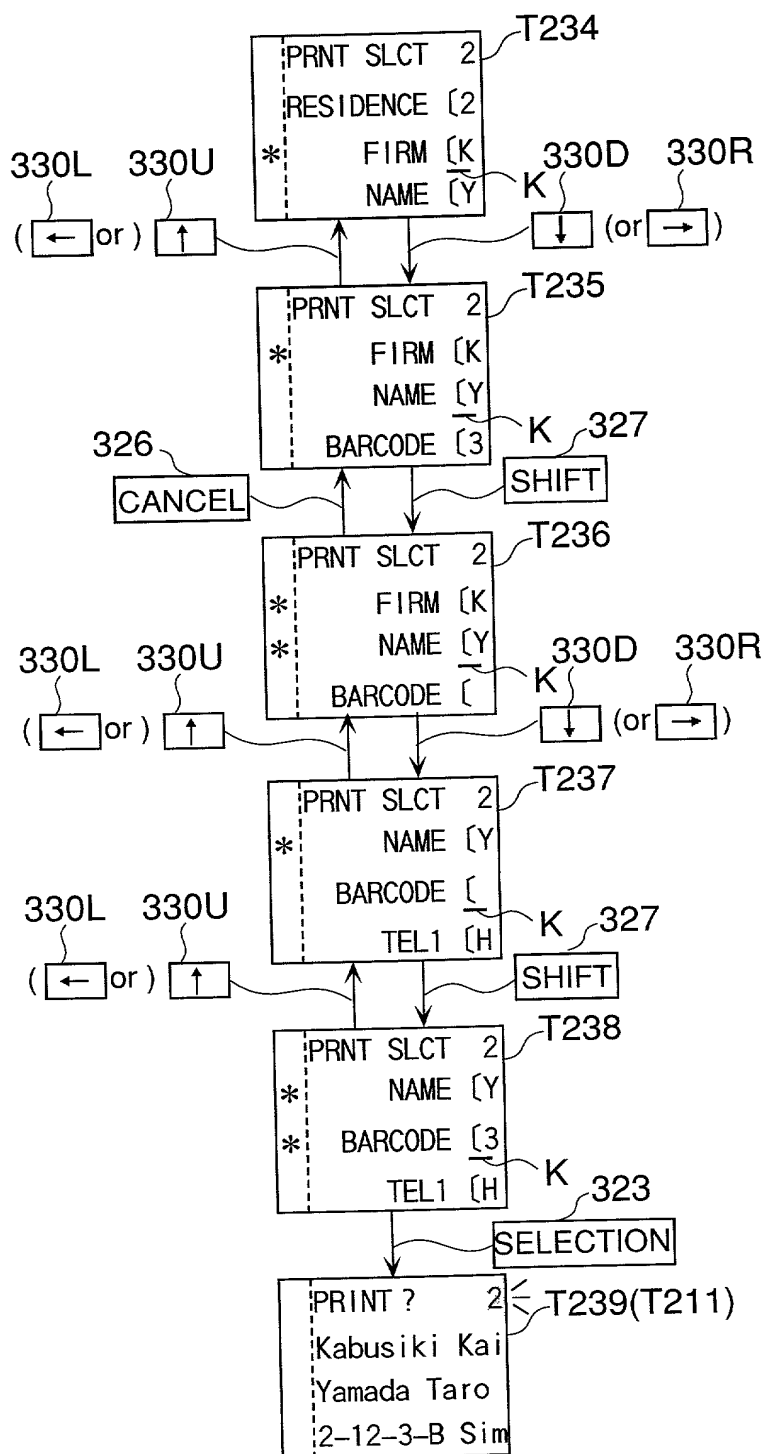 T234
PRNT SLCT 2
RESIDENCE [2
* FIRM [K
NAME [Y
K
330L 330U 330D 330R
(← or) ↑ ↓ (or →)
T235
PRNT SLCT 2
* FIRM [K
NAME [Y
K
BARCODE [3
326 327
CANCEL SHIFT
T236
PRNT SLCT 2
* FIRM [K
* NAME [Y
K
BARCODE [
330L 330U 330D 330R
(← or) ↑ ↓ (or →)
T237
PRNT SLCT 2
* NAME [Y
BARCODE [
K
TEL1 [H
330L 330U 327
(← or) ↑ SHIFT
T238
PRNT SLCT 2
* NAME [Y
* BARCODE [3
K
TEL1 [H
323
SELECTION
PRINT ? 2
T239(T211)
Kabusiki Kai
Yamada Taro
2-12-3-B Sim